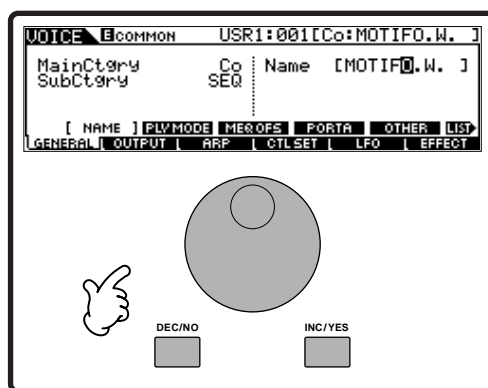 VOICE E COMMON USR1:001[Co:MOTIFO.W. ]
MainCtgry Co Name [MOTIFO.W. ]
SubCtgry SEQ
[ NAME ] PLY MODE MEQ OFS PORTA OTHER LIST
GENERAL OUTPUT ARP CTL SET LFO EFFECT
DEC/NO INC/YES